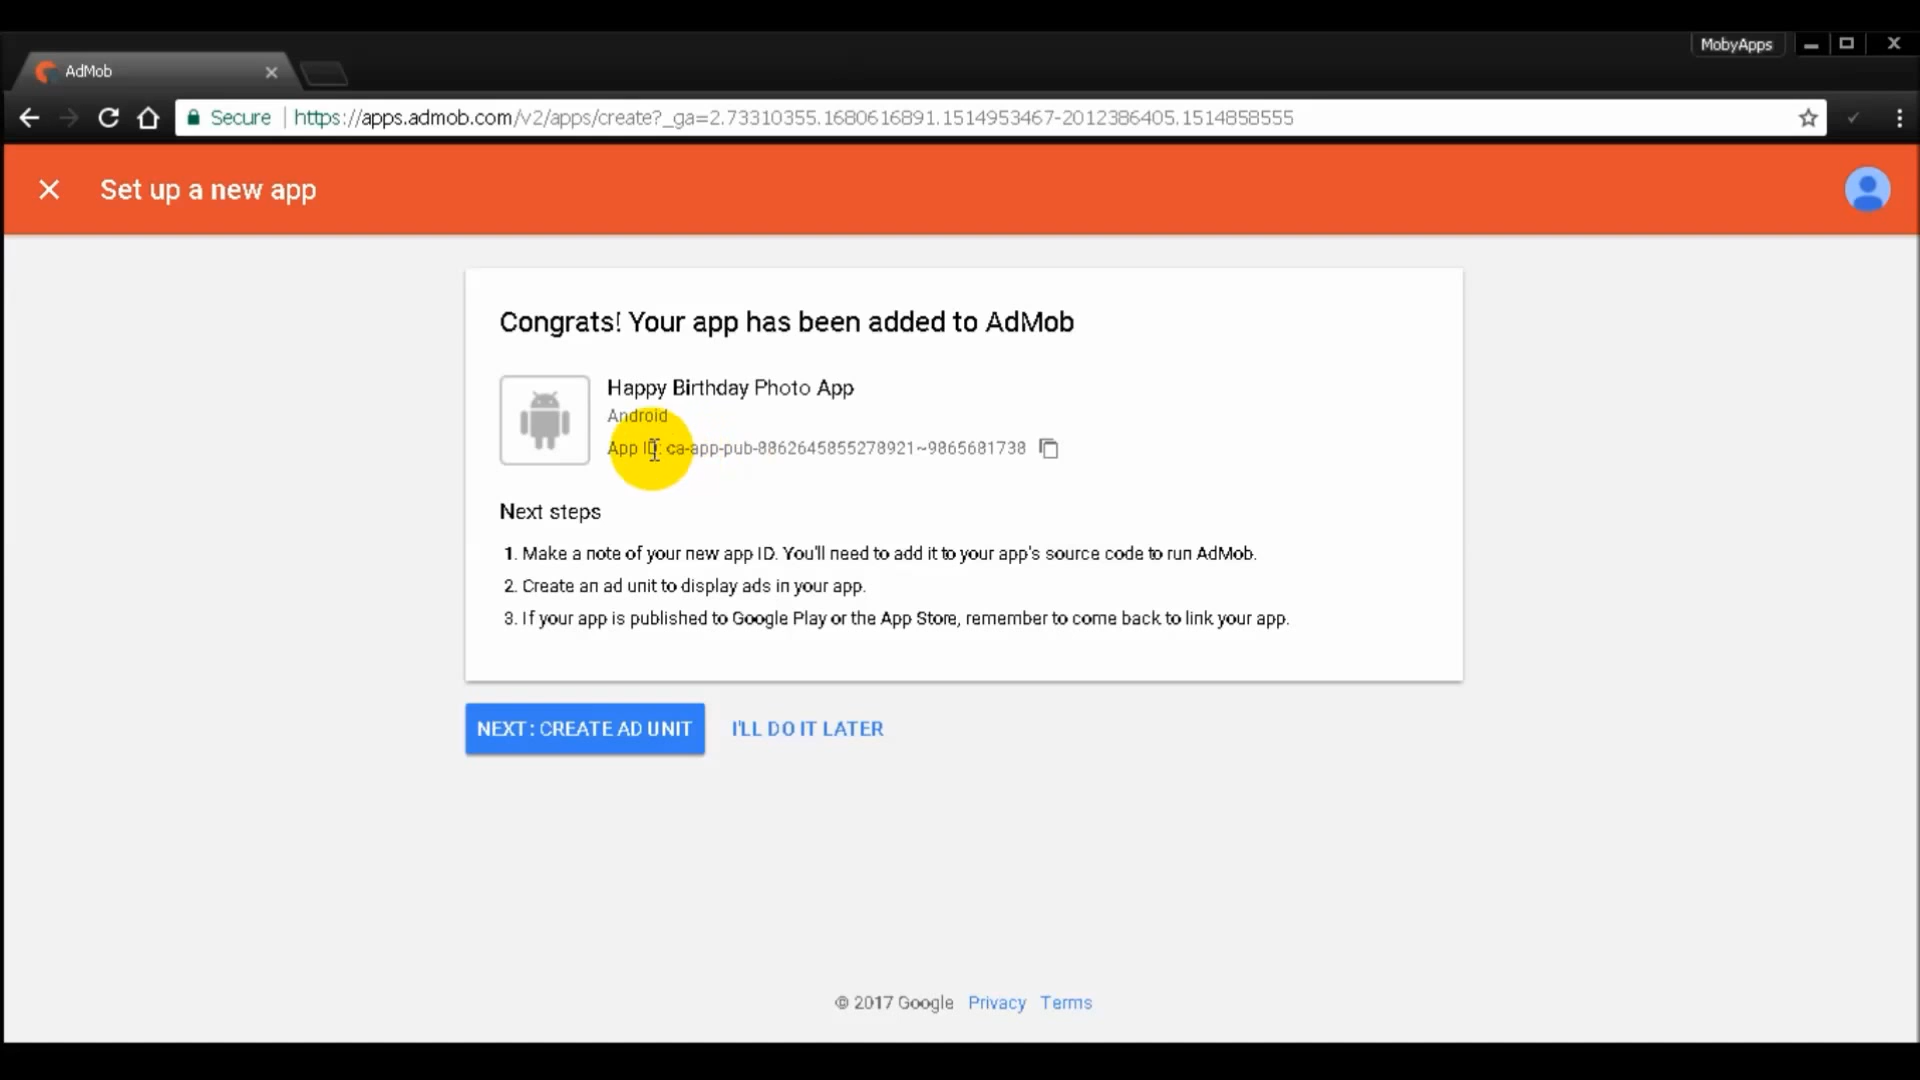 MobyApps
AdMob
Secure
https://apps.admob.com/v2/apps/create?_ga=2.73310355.1680616891.1514953467-2012386405.1514858555
Set up a new app
Congrats! Your app has been added to AdMob
Happy Birthday Photo App
Android
App ID: ca-app-pub-8862645855278921~9865681738
Next steps
1. Make a note of your new app ID. You'll need to add it to your app's source code to run AdMob.
2. Create an ad unit to display ads in your app.
3. If your app is published to Google Play or the App Store, remember to come back to link your app.
NEXT: CREATE AD UNIT
I'LL DO IT LATER
© 2017 Google Privacy Terms